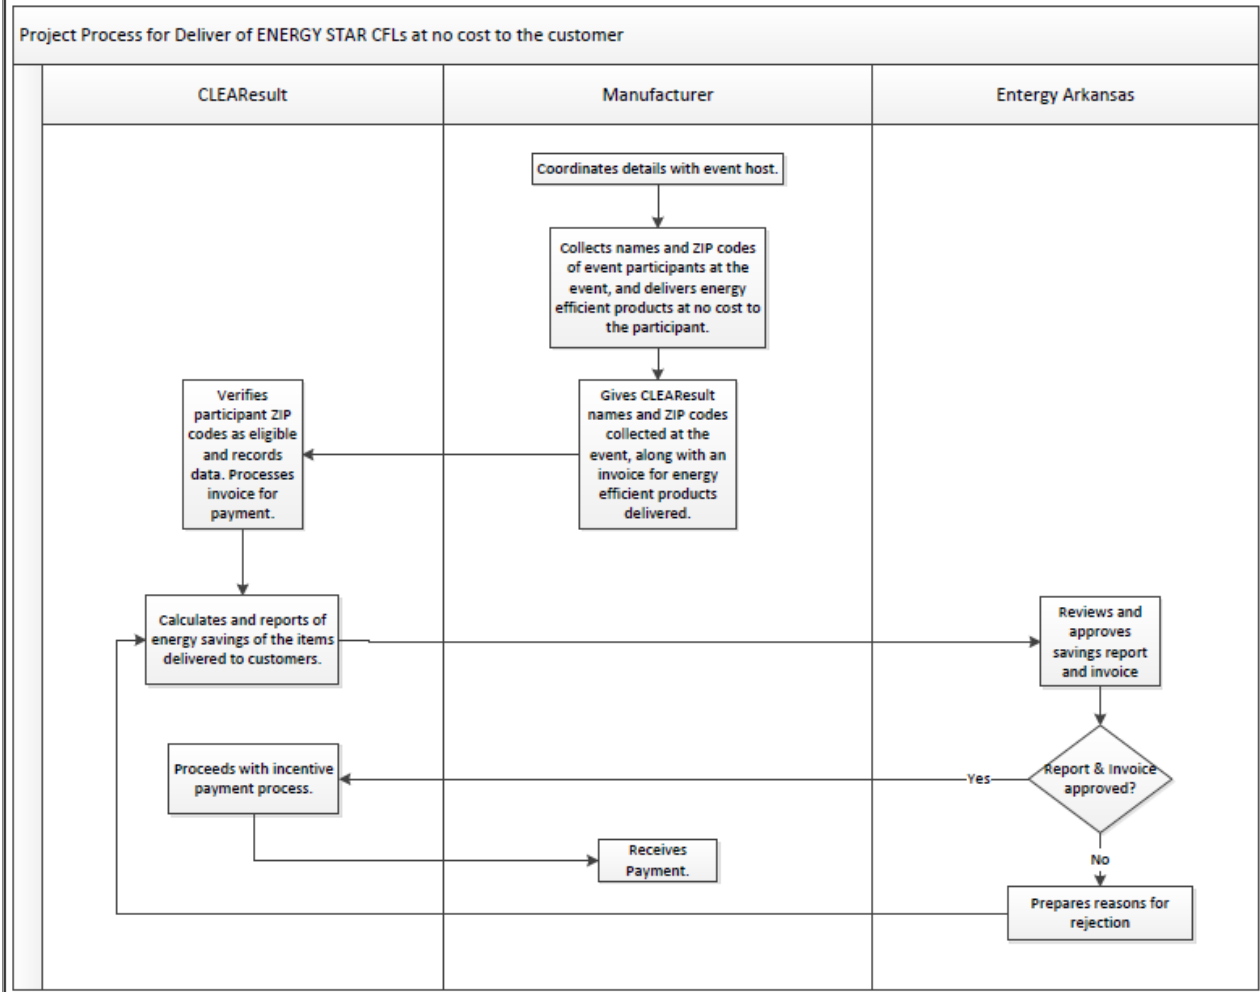 Project Process for Deliver of ENERGY STAR CFLs at no cost to the customer
CLEAResult
Manufacturer
Entergy Arkansas
Coordinates details with event host.
Collects names and ZIP codes
of event participants at the
event, and delivers energy
efficient products at no cost to
the participant.
Verifies
participant ZIP
codes as eligible
and records
data. Processes
invoice for
payment.
Gives CLEAResult
names and ZIP codes
collected at the
event, along with an
invoice for energy
efficient products
delivered.
Calculates and reports of
energy savings of the items
delivered to customers.
Reviews and
approves
savings report
and invoice
Proceeds with incentive
payment process.
Yes
Report & Invoice
approved?
Receives
Payment.
No
Prepares reasons for
rejection